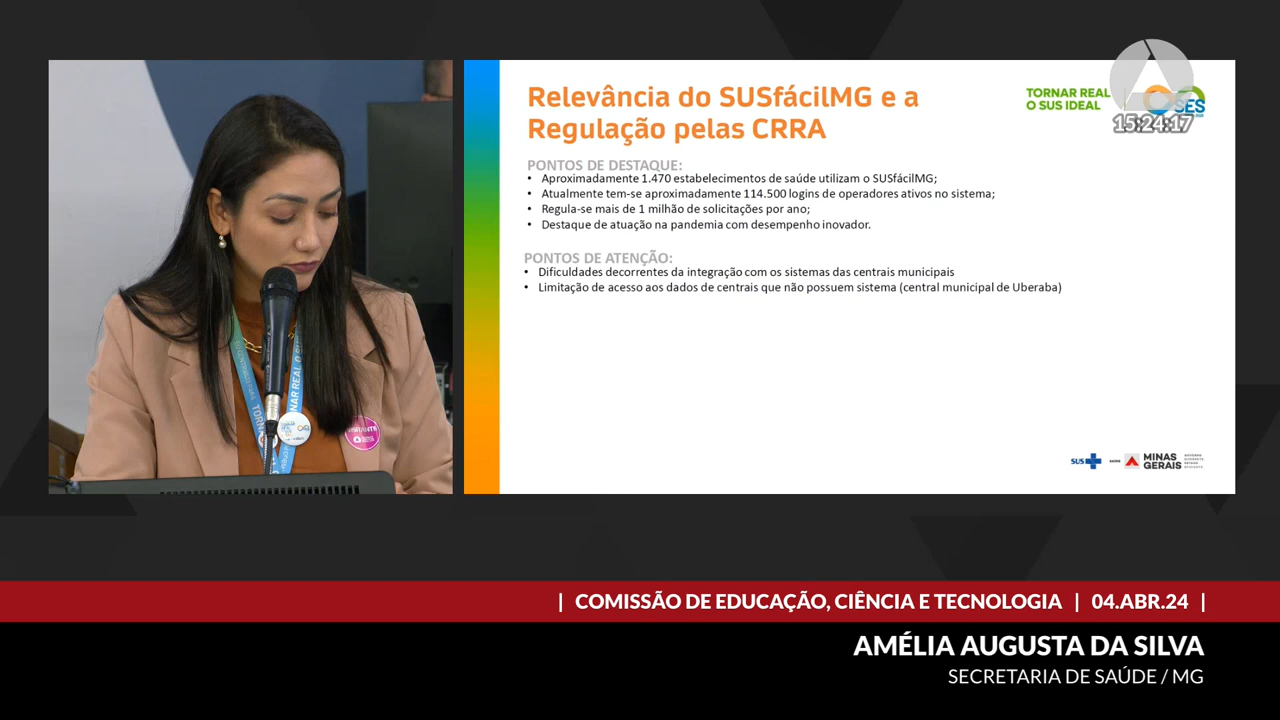 Relevância do SUSfácilMG e a
Regulação pelas CRRA
TORNAR REAL
O SUS IDEAL
SES
15:24:17
PONTOS DE DESTAQUE:
• Aproximadamente 1.470 estabelecimentos de saúde utilizam o SUSfácilMG;
• Atualmente tem-se aproximadamente 114.500 logins de operadores ativos no sistema;
• Regula-se mais de 1 milhão de solicitações por ano;
• Destaque de atuação na pandemia com desempenho inovador.
PONTOS DE ATENÇÃO:
• Dificuldades decorrentes da integração com os sistemas das centrais municipais
• Limitação de acesso aos dados de centrais que não possuem sistema (central municipal de Uberaba)
SUS
MINAS
GERAIS
| COMISSÃO DE EDUCAÇÃO, CIÊNCIA E TECNOLOGIA | 04.ABR.24 |
AMÉLIA AUGUSTA DA SILVA
SECRETARIA DE SAÚDE / MG